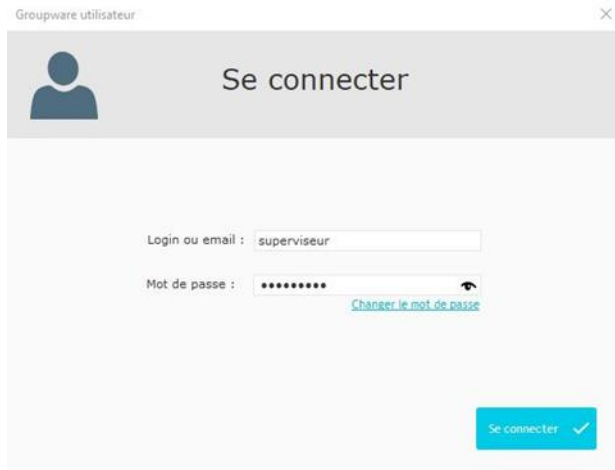 Groupware utilisateur
Se connecter
Login ou email : superviseur
Mot de passe : •••••••••
Changer le mot de passe
Se connecter